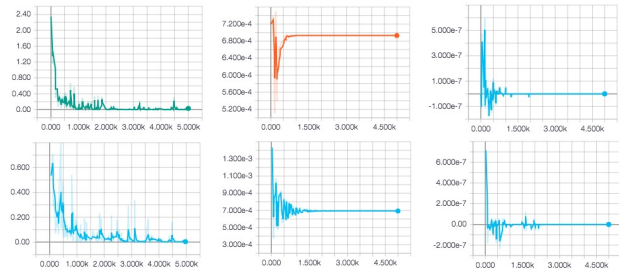 2.40
2.00
1.60
1.20
0.800
0.400
0.00
0.000 1.000k 2.000k 3.000k 4.000k 5.000k
7.200e-4
6.800e-4
6.400e-4
6.000e-4
5.600e-4
5.200e-4
0.000 1.500k 3.000k 4.500k
5.000e-7
3.000e-7
1.000e-7
-1.000e-7
0.000 1.500k 3.000k 4.500k
0.600
0.400
0.200
0.00
0.000 1.000k 2.000k 3.000k 4.000k 5.000k
1.300e-3
1.100e-3
9.000e-4
7.000e-4
5.000e-4
3.000e-4
0.000 1.500k 3.000k 4.500k
6.000e-7
4.000e-7
2.000e-7
0.00
-2.000e-7
0.000 1.500k 3.000k 4.500k